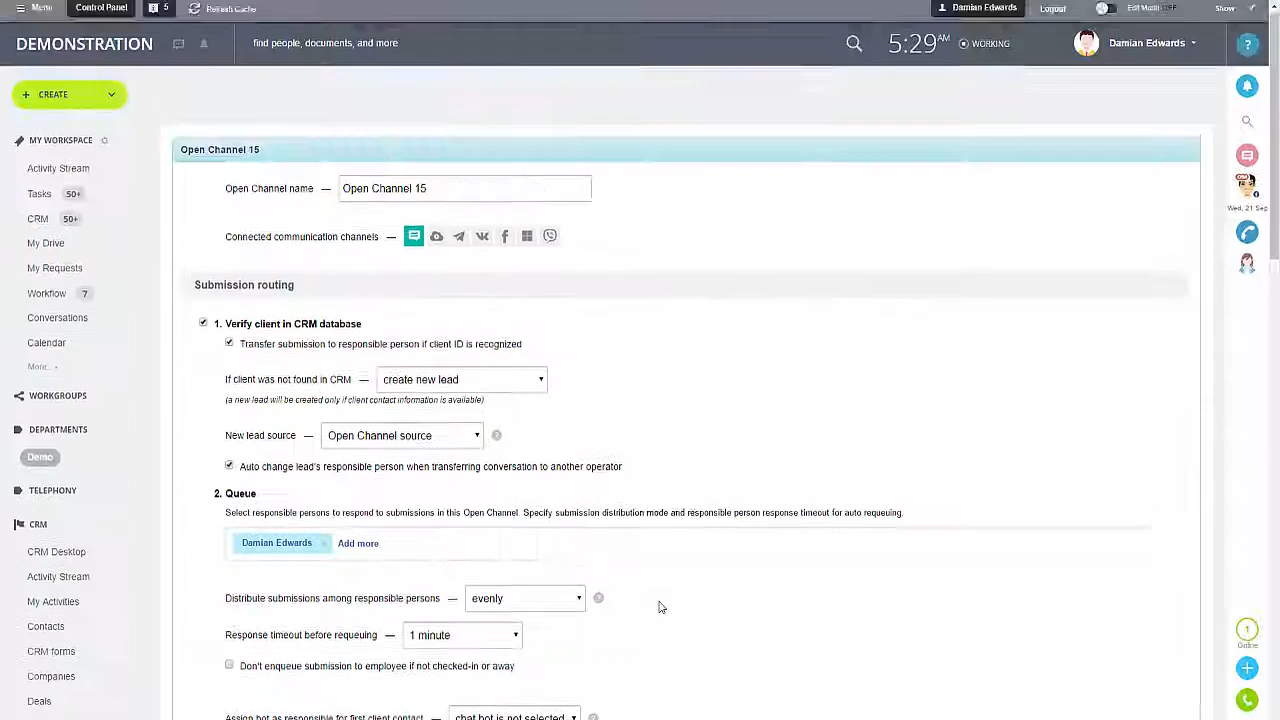 Menu Control Panel 5 Refresh Cache Damian Edwards Logout Edit Mode Show
DEMONSTRATION find people, documents, and more 5:29 AM WORKING Damian Edwards ?
+ CREATE
MY WORKSPACE
Activity Stream
Tasks 50+
CRM 50+
My Drive
My Requests
Workflow 7
Conversations
Calendar
More...
WORKGROUPS
DEPARTMENTS
Demo
TELEPHONY
CRM
CRM Desktop
Activity Stream
My Activities
Contacts
CRM forms
Companies
Deals
Open Channel 15
Open Channel name — Open Channel 15
Connected communication channels —
Submission routing
1. Verify client in CRM database
Transfer submission to responsible person if client ID is recognized
If client was not found in CRM — create new lead
(a new lead will be created only if client contact information is available)
New lead source — Open Channel source ?
Auto change lead's responsible person when transferring conversation to another operator
2. Queue
Select responsible persons to respond to submissions in this Open Channel. Specify submission distribution mode and responsible person response timeout for auto requeuing.
Damian Edwards Add more
Distribute submissions among responsible persons — evenly ?
Response timeout before requeuing — 1 minute
Don't enqueue submission to employee if not checked-in or away
Assign bot as responsible for first client contact — chat bot is not selected ?
CRM
Wed, 21 Sep
1